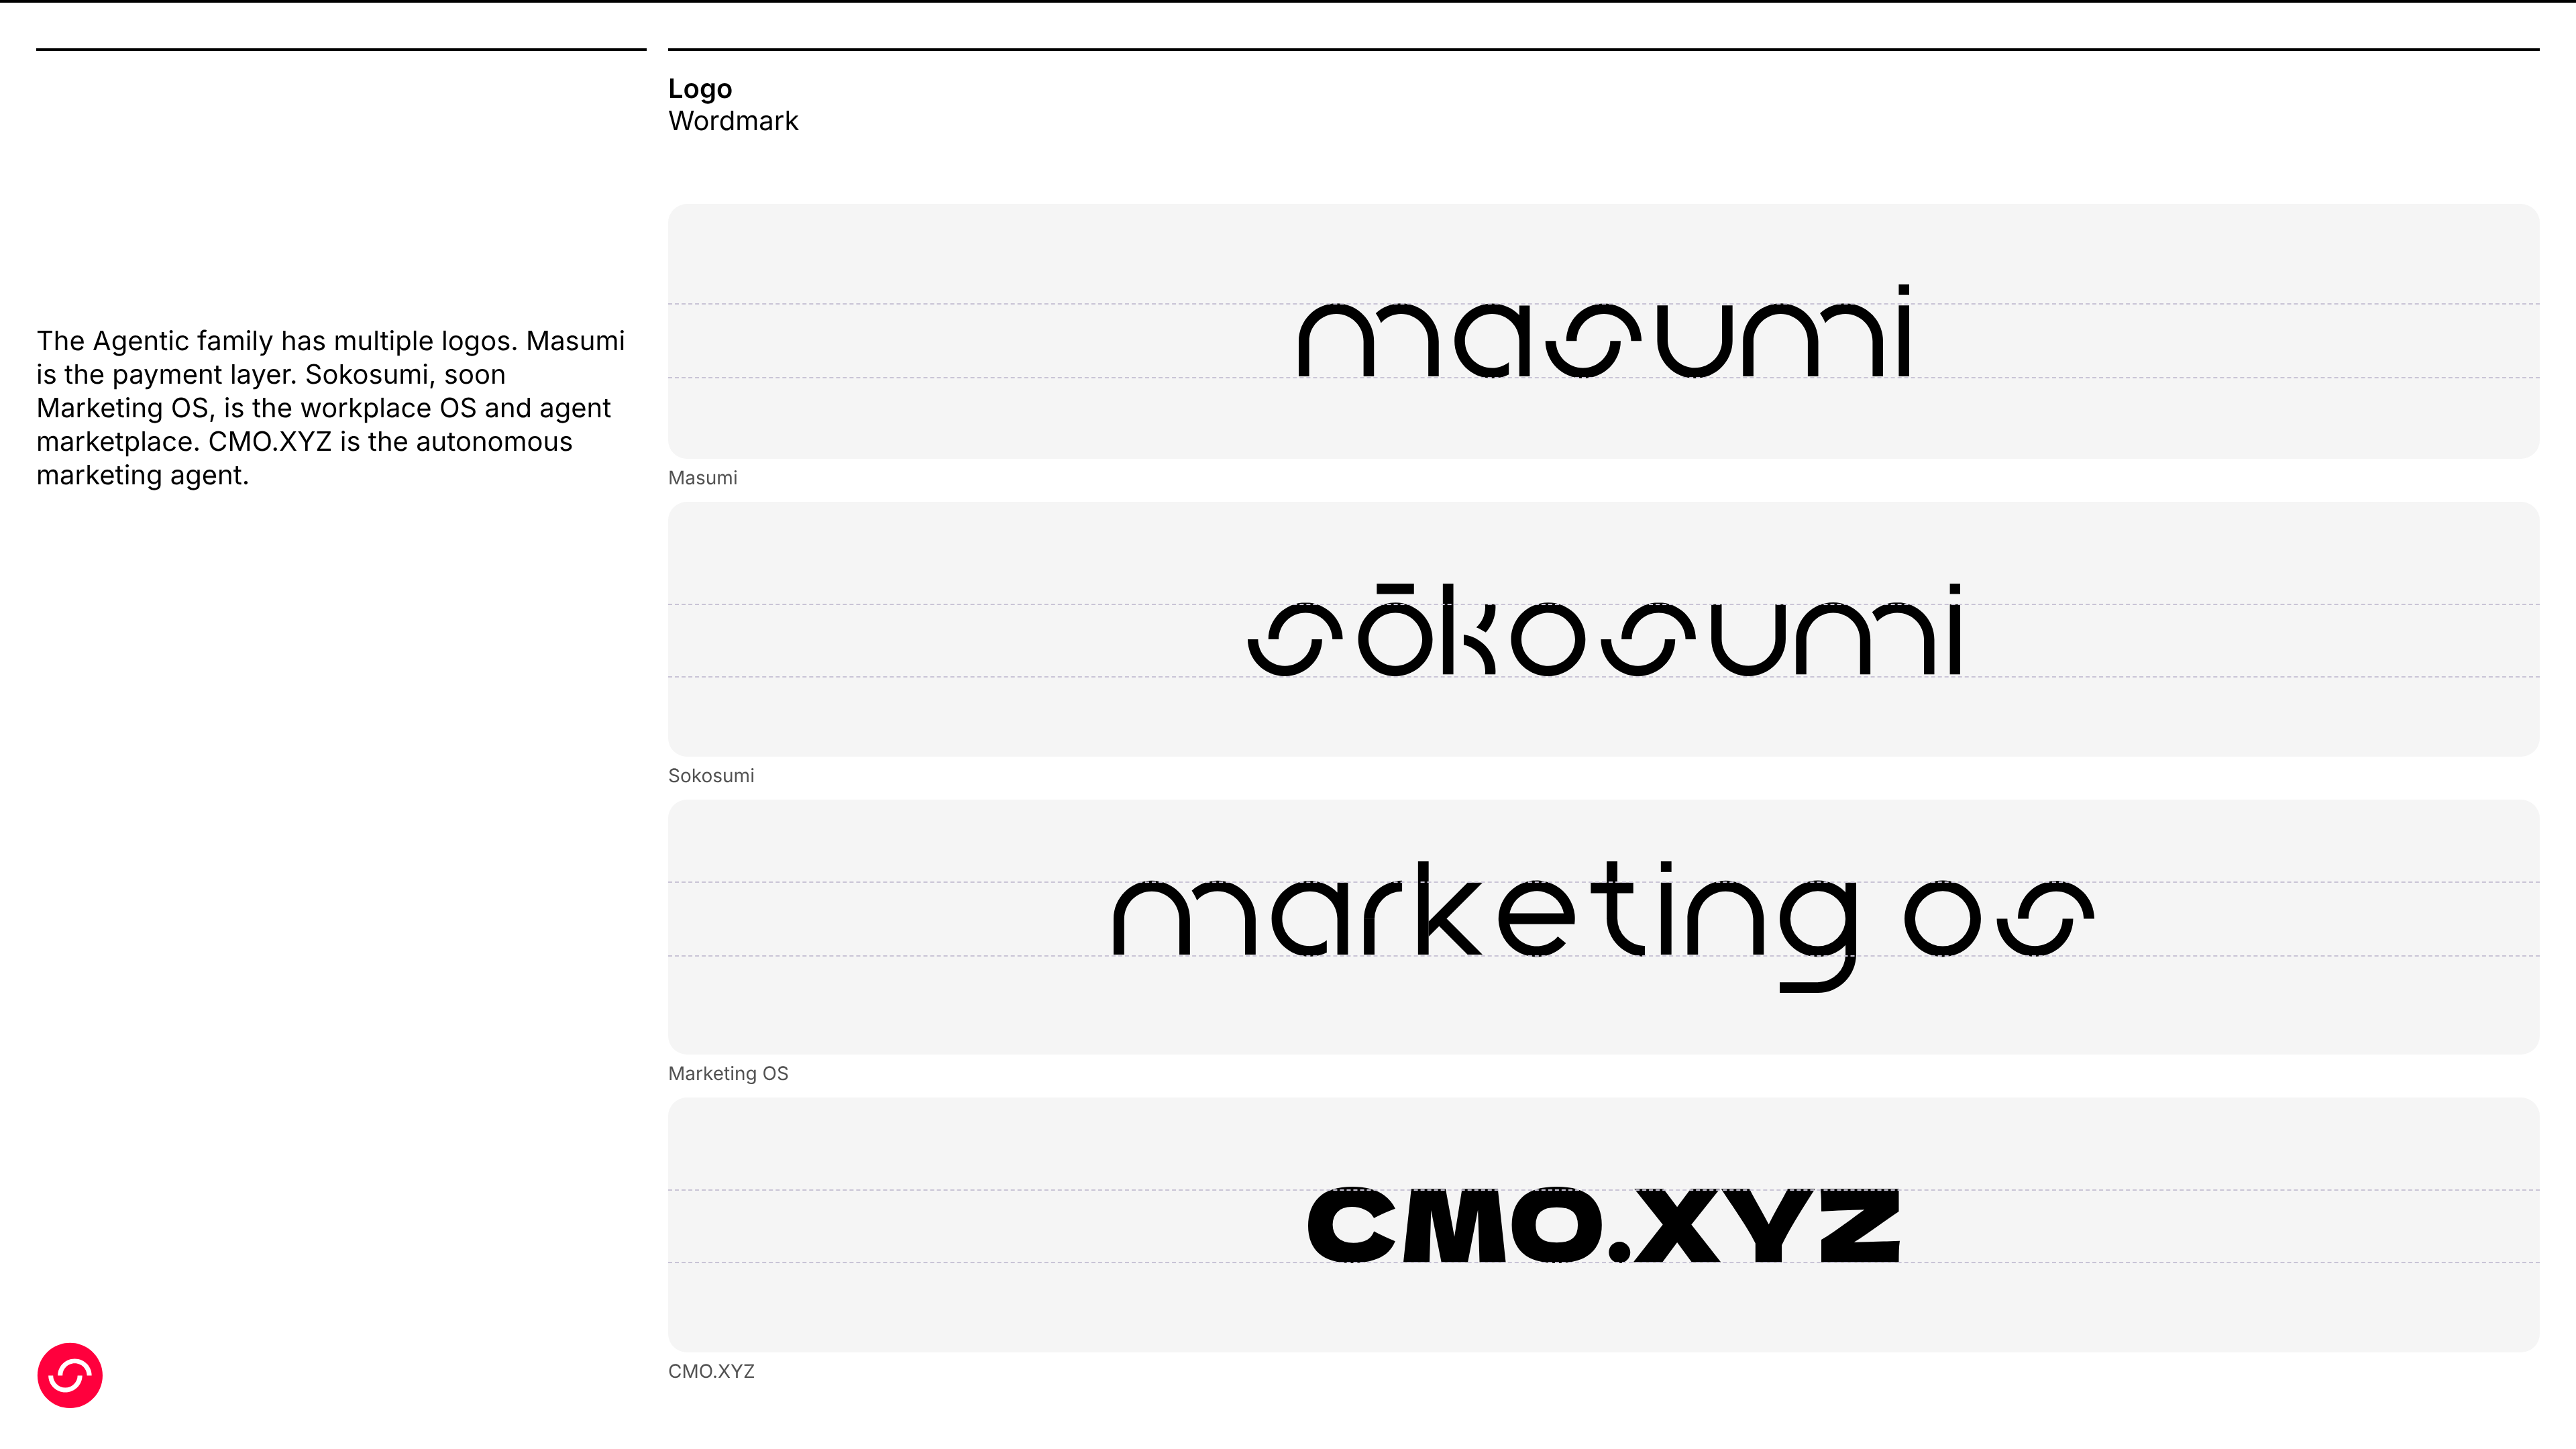 Logo
Wordmark
The Agentic family has multiple logos. Masumi
is the payment layer. Sokosumi, soon
Marketing OS, is the workplace OS and agent
marketplace. CMO.XYZ is the autonomous
marketing agent.
masumi
Masumi
sōkosumi
Sokosumi
marketing os
Marketing OS
CMO.XYZ
CMO.XYZ